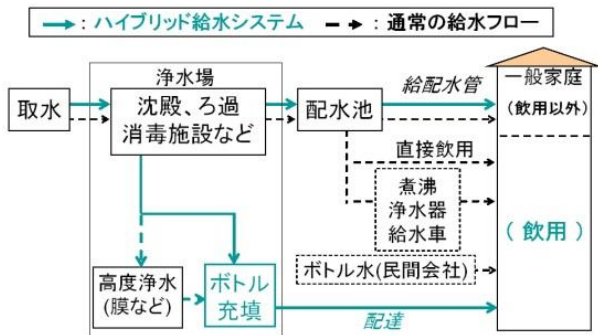 →：ハイブリッド給水システム　→：通常の給水フロー
浄水場
取水
沈殿、ろ過
消毒施設など
配水池
給配水管
一般家庭
(飲用以外)
直接飲用
煮沸
浄水器
給水車
(飲用)
ボトル水(民間会社)
高度浄水
(膜など)
ボトル
充填
配達